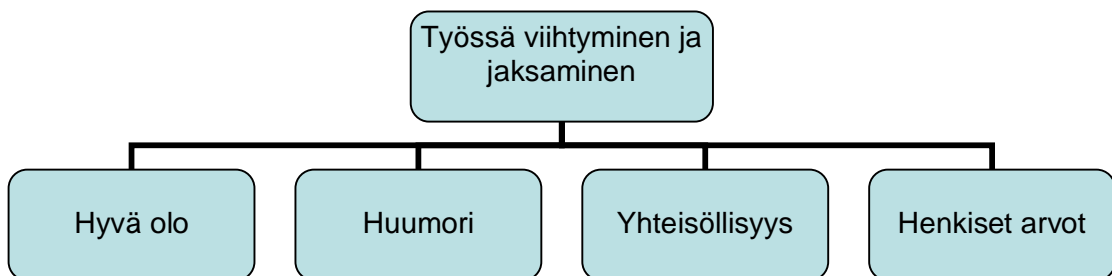 Työssä viihtyminen ja
jaksaminen
Hyvä olo
Huumori
Yhteisöllisyys
Henkiset arvot